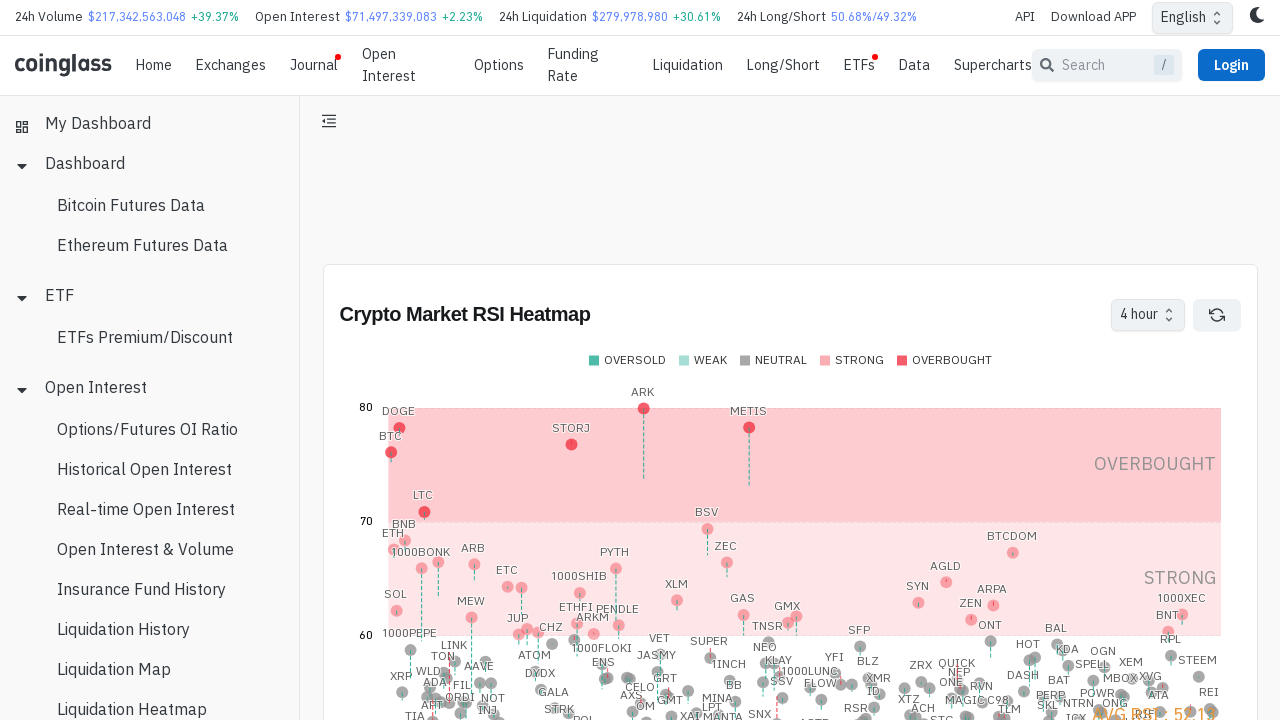 24h Volume $217,342,563,048 +39.37% Open Interest $71,497,339,083 +2.23% 24h Liquidation $279,978,980 +30.61% 24h Long/Short 50.68%/49.32% API Download APP English
coinglass Home Exchanges Journal Open Interest Options Funding Rate Liquidation Long/Short ETFs Data Supercharts Search / Login
My Dashboard
Dashboard
Bitcoin Futures Data
Ethereum Futures Data
ETF
ETFs Premium/Discount
Open Interest
Options/Futures OI Ratio
Historical Open Interest
Real-time Open Interest
Open Interest & Volume
Insurance Fund History
Liquidation History
Liquidation Map
Liquidation Heatmap
Crypto Market RSI Heatmap 4 hour
OVERSOLD WEAK NEUTRAL STRONG OVERBOUGHT
ARK
80
DOGE METIS
STORJ
BTC
OVERBOUGHT
LTC
BSV
70
BNB
ETH BTCDOM
ZEC
1000BONK ARB PYTH
AGLD
ETC 1000SHIB STRONG
XLM SYN ARPA
SOL MEW GAS ZEN 1000XEC
ETHFI PENDLE GMX
JUP ARKM BNT
CHZ TNSR SFP ONT BAL
60
1000PEPE VET SUPER RPL
LINK 1000FLOKI NEO HOT KDA OGN
TON ATOM ENS JASMY 1INCH KLAY YFI BLZ ZRX QUICK SPELL XEM STEEM
XRP WLD AAVE DYDX GRT SSV 1000LUNC XMR NEP DASH BAT MBOX XVG
ADA FIL CELO BB FLOW ID ONE RVN POWR ATA REI
ORDI NOT GALA AXS GMT MINA XTZ MAGIC C98 PERP NTRN
TIA STRK OM LPT SNX RSR ACH TLM SKL
XAI MANTA STG ICX